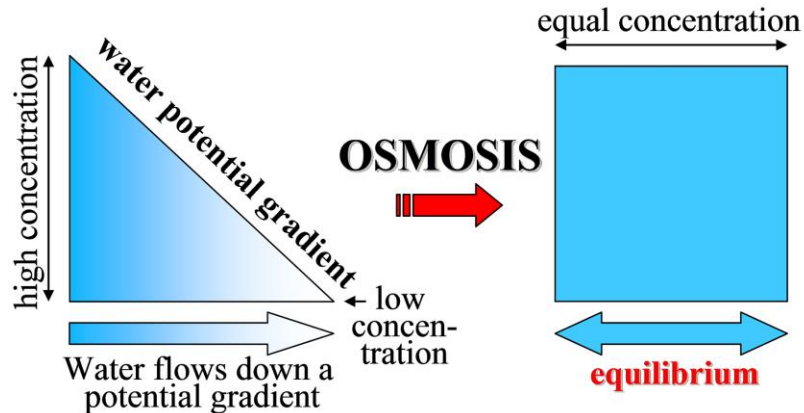 high concentration
water potential gradient
← low
concen-
tration
Water flows down a
potential gradient
OSMOSIS
equal concentration
equilibrium